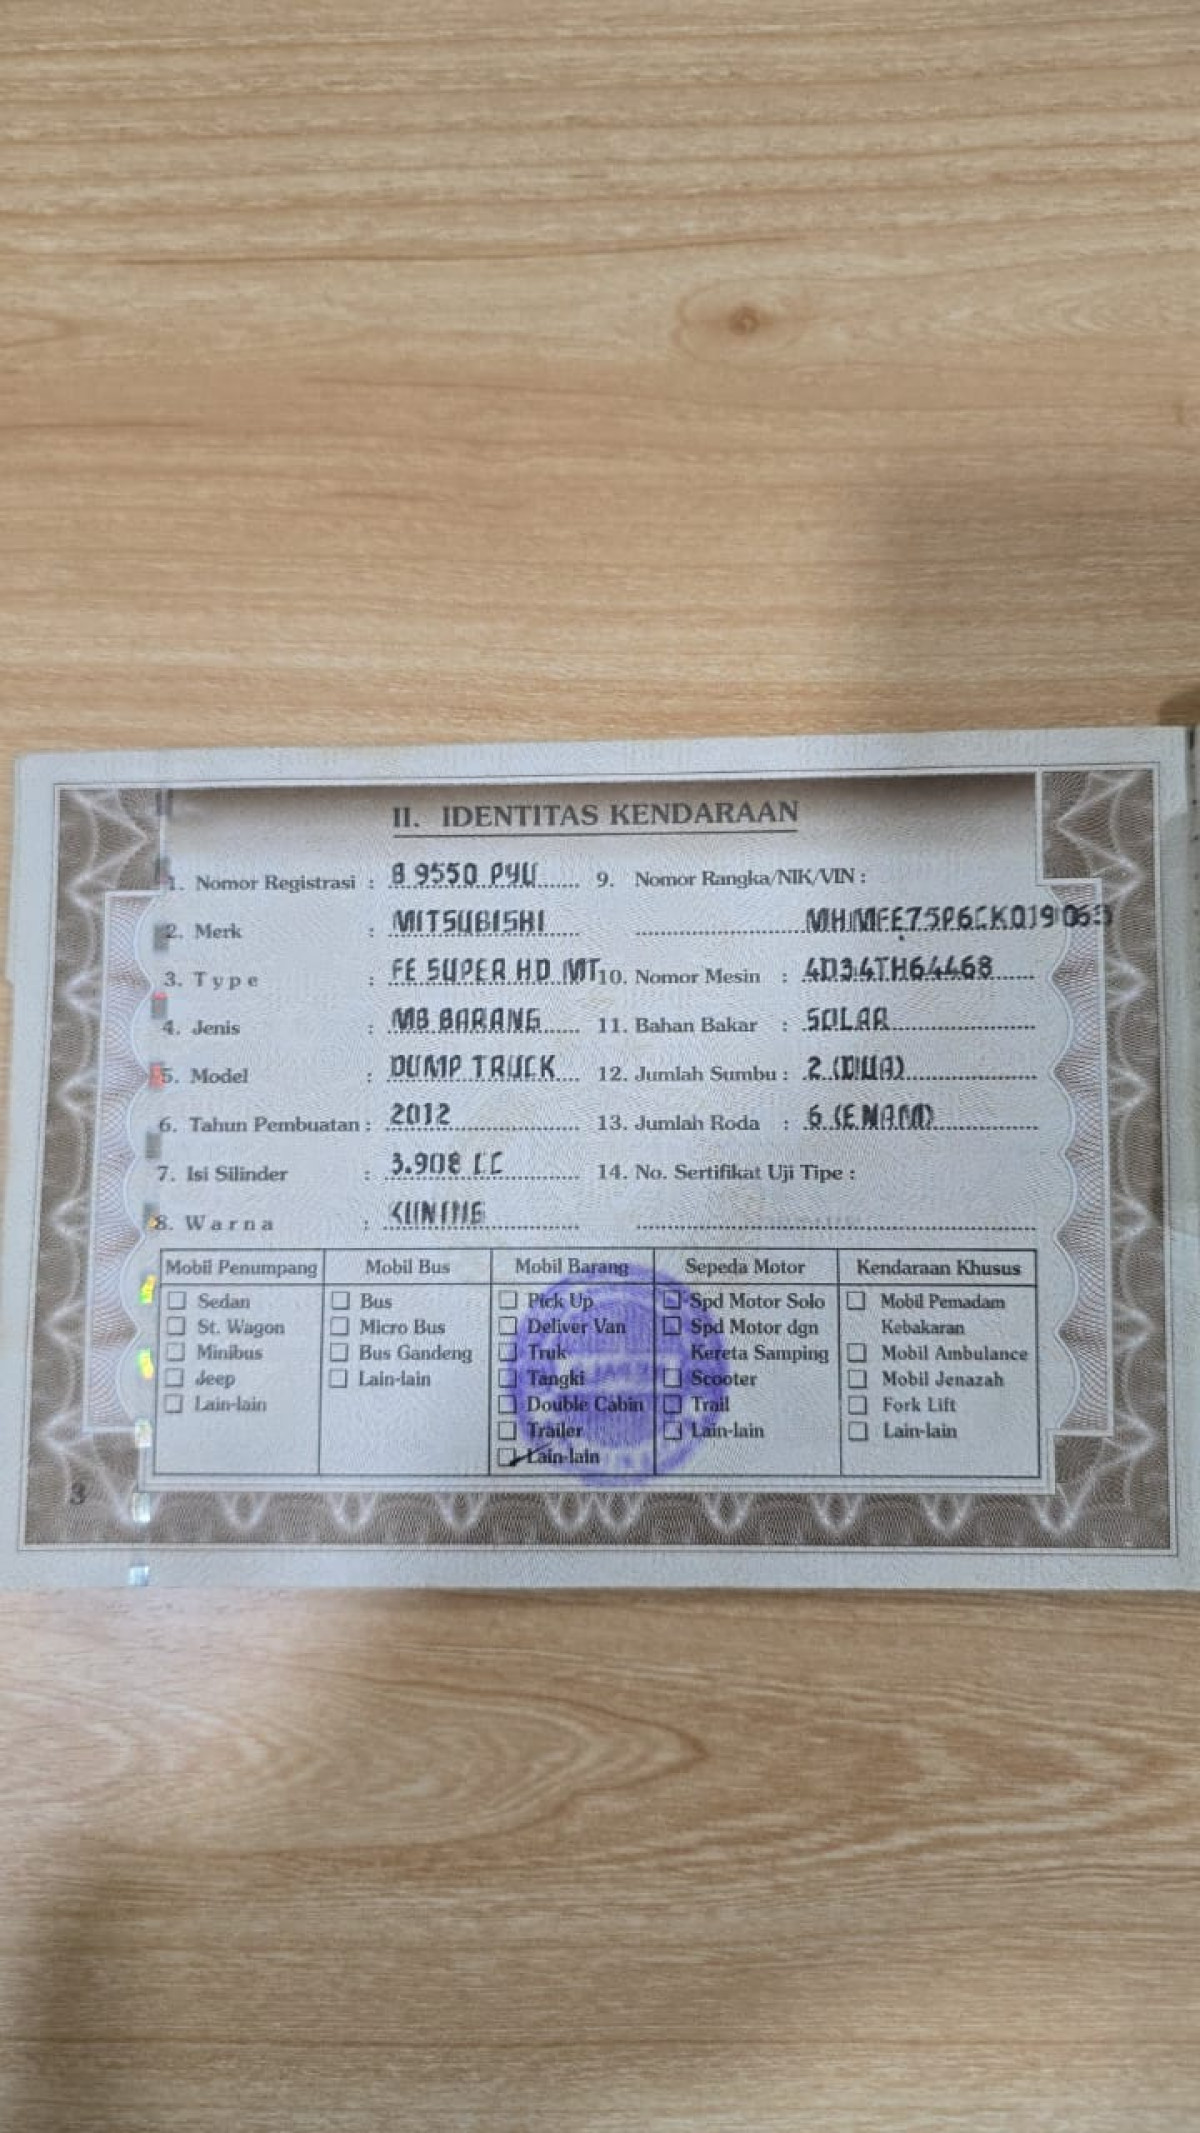 II. IDENTITAS KENDARAAN
1. Nomor Registrasi : B 9550 PYU
2. Merk : MITSUBISHI
3. Type : FE SUPER HD MT
4. Jenis : MB BARANG
5. Model : DUMP TRUCK
6. Tahun Pembuatan : 2012
7. Isi Silinder : 3.908 CC
8. Warna : KUNING
9. Nomor Rangka/NIK/VIN :
MHMFE75P6CK019063
10. Nomor Mesin : 4D34TH64468
11. Bahan Bakar : SOLAR
12. Jumlah Sumbu : 2 (DUA)
13. Jumlah Roda : 6 (ENAM)
14. No. Sertifikat Uji Tipe :
Mobil Penumpang
Sedan
St. Wagon
Minibus
Jeep
Lain-lain
Mobil Bus
Bus
Micro Bus
Bus Gandeng
Lain-lain
Mobil Barang
Pick Up
Deliver Van
Truk
Tangki
Double Cabin
Trailer
Lain-lain
Sepeda Motor
Spd Motor Solo
Spd Motor dgn
Kereta Samping
Scooter
Trail
Lain-lain
Kendaraan Khusus
Mobil Pemadam
Kebakaran
Mobil Ambulance
Mobil Jenazah
Fork Lift
Lain-lain
3